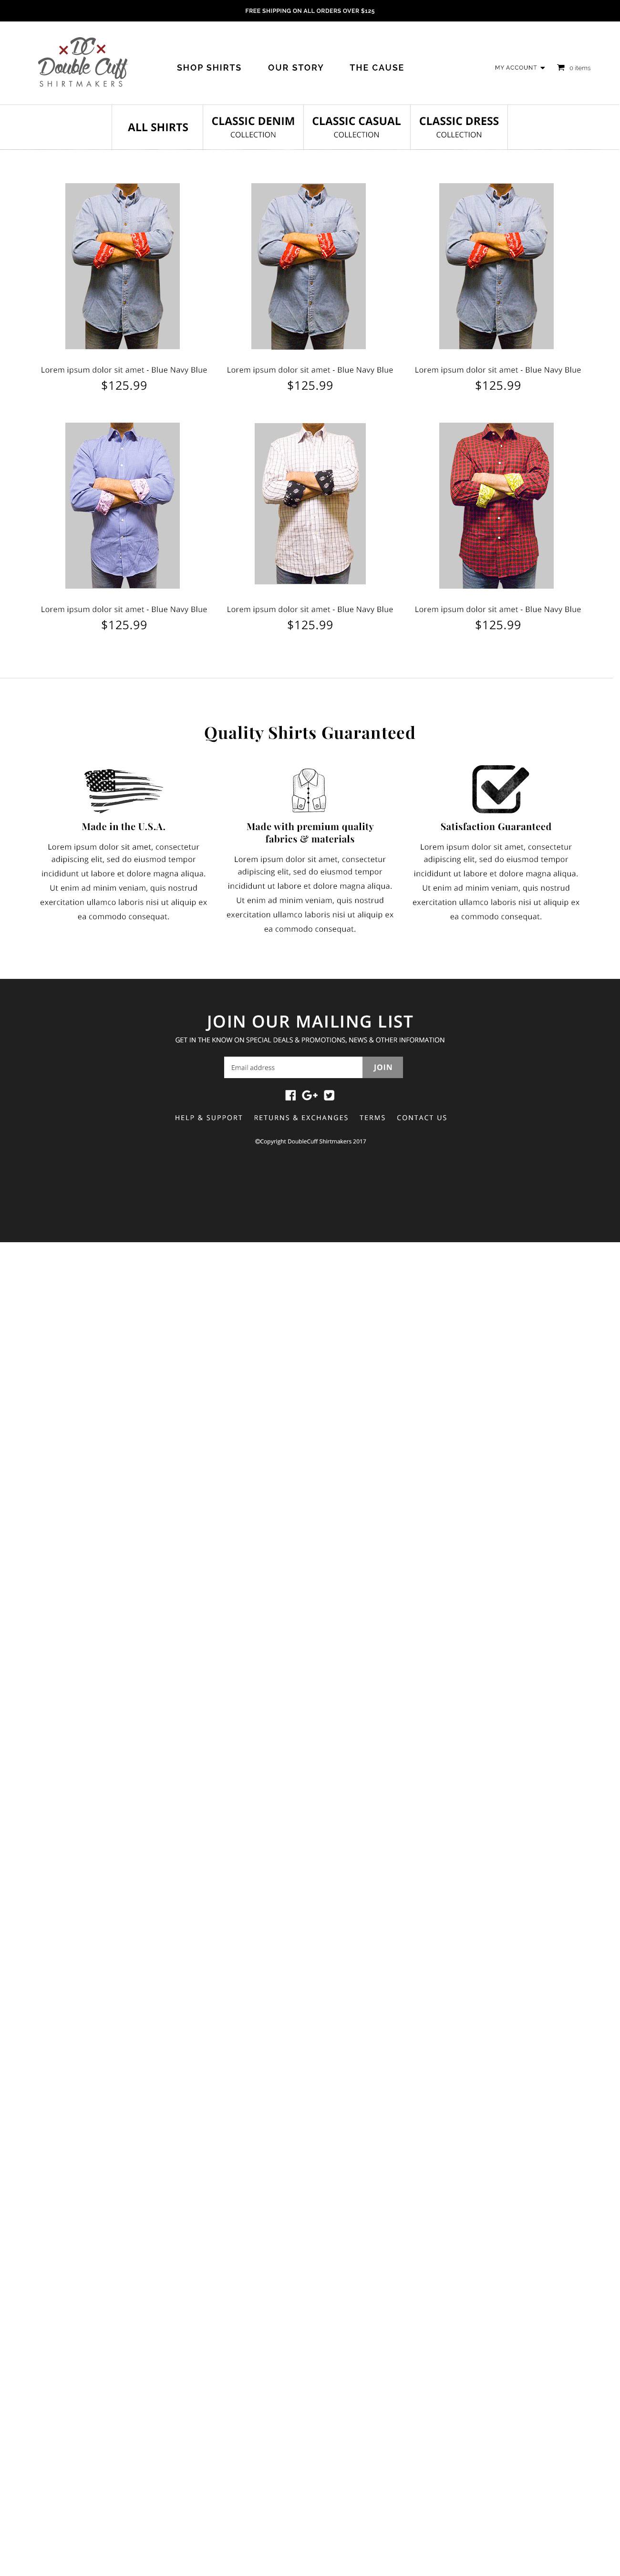 FREE SHIPPING ON ALL ORDERS OVER $125
DC
Double Cuff
SHIRTMAKERS
SHOP SHIRTS OUR STORY THE CAUSE
MY ACCOUNT 0 items
ALL SHIRTS
CLASSIC DENIM
COLLECTION
CLASSIC CASUAL
COLLECTION
CLASSIC DRESS
COLLECTION
Lorem ipsum dolor sit amet - Blue Navy Blue
$125.99
Lorem ipsum dolor sit amet - Blue Navy Blue
$125.99
Lorem ipsum dolor sit amet - Blue Navy Blue
$125.99
Lorem ipsum dolor sit amet - Blue Navy Blue
$125.99
Lorem ipsum dolor sit amet - Blue Navy Blue
$125.99
Lorem ipsum dolor sit amet - Blue Navy Blue
$125.99
Quality Shirts Guaranteed
Made in the U.S.A.
Lorem ipsum dolor sit amet, consectetur
adipiscing elit, sed do eiusmod tempor
incididunt ut labore et dolore magna aliqua.
Ut enim ad minim veniam, quis nostrud
exercitation ullamco laboris nisi ut aliquip ex
ea commodo consequat.
Made with premium quality
fabrics & materials
Lorem ipsum dolor sit amet, consectetur
adipiscing elit, sed do eiusmod tempor
incididunt ut labore et dolore magna aliqua.
Ut enim ad minim veniam, quis nostrud
exercitation ullamco laboris nisi ut aliquip ex
ea commodo consequat.
Satisfaction Guaranteed
Lorem ipsum dolor sit amet, consectetur
adipiscing elit, sed do eiusmod tempor
incididunt ut labore et dolore magna aliqua.
Ut enim ad minim veniam, quis nostrud
exercitation ullamco laboris nisi ut aliquip ex
ea commodo consequat.
JOIN OUR MAILING LIST
GET IN THE KNOW ON SPECIAL DEALS & PROMOTIONS, NEWS & OTHER INFORMATION
Email address JOIN
HELP & SUPPORT RETURNS & EXCHANGES TERMS CONTACT US
©Copyright DoubleCuff Shirtmakers 2017